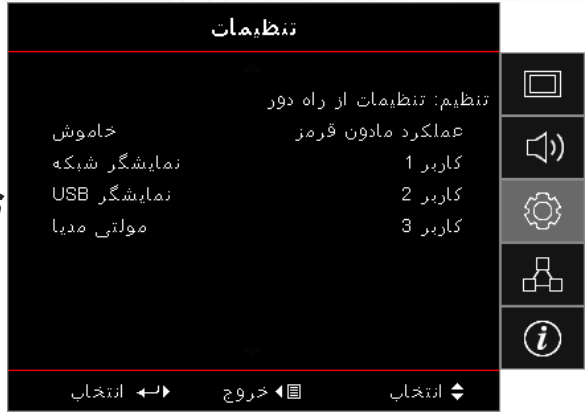 تنظیمات
تنظیم: تنظیمات از راه دور
عملکرد مادون قرمز خاموش
کاربر 1 نمایشگر شبکه
کاربر 2 نمایشگر USB
کاربر 3 مولتی مدیا
انتخاب خروج انتخاب